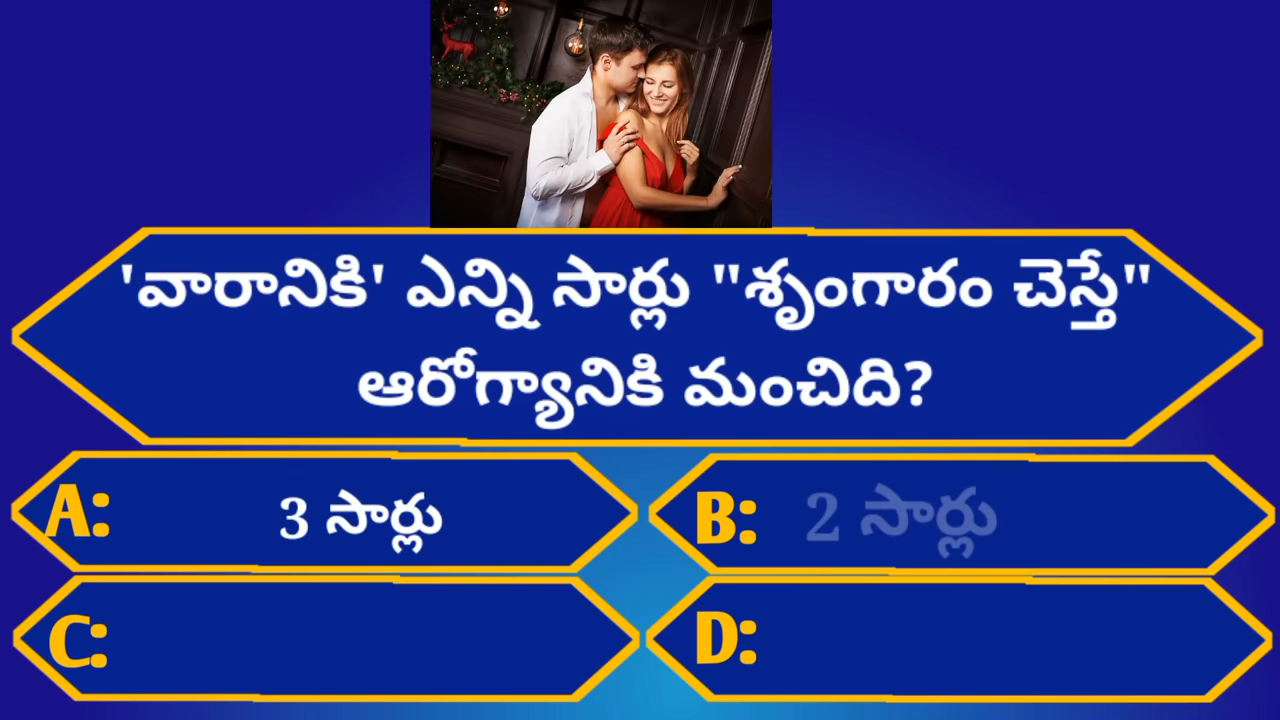 'వారానికి' ఎన్ని సార్లు "శృంగారం చెస్తే"
ఆరోగ్యానికి మంచిది?
A: 3 సార్లు
B: 2 సార్లు
C:
D: